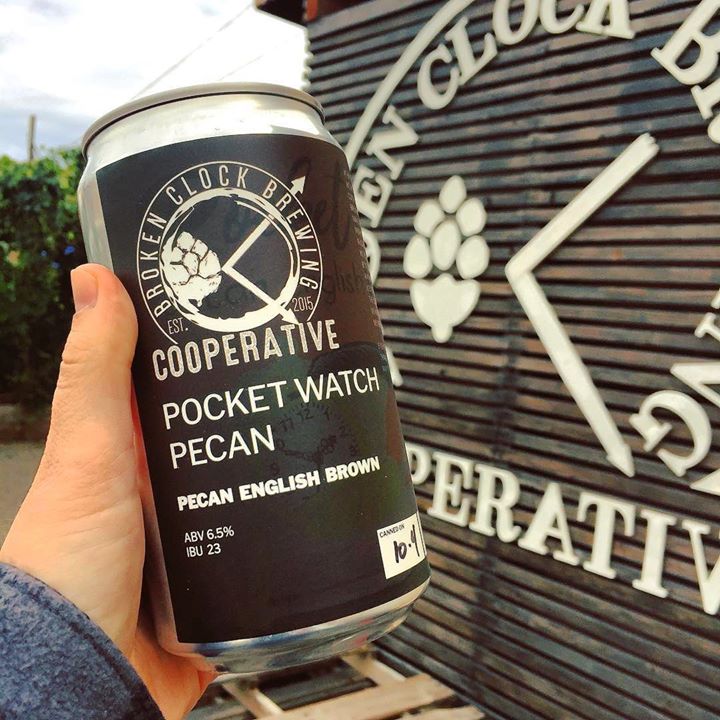 BROKEN CLOCK BREWING
EST. 2015
COOPERATIVE
POCKET WATCH
PECAN
PECAN ENGLISH BROWN
ABV 6.5%
IBU 23
CANNED ON
10.4
EN CLOCK B
NG
PERATIV